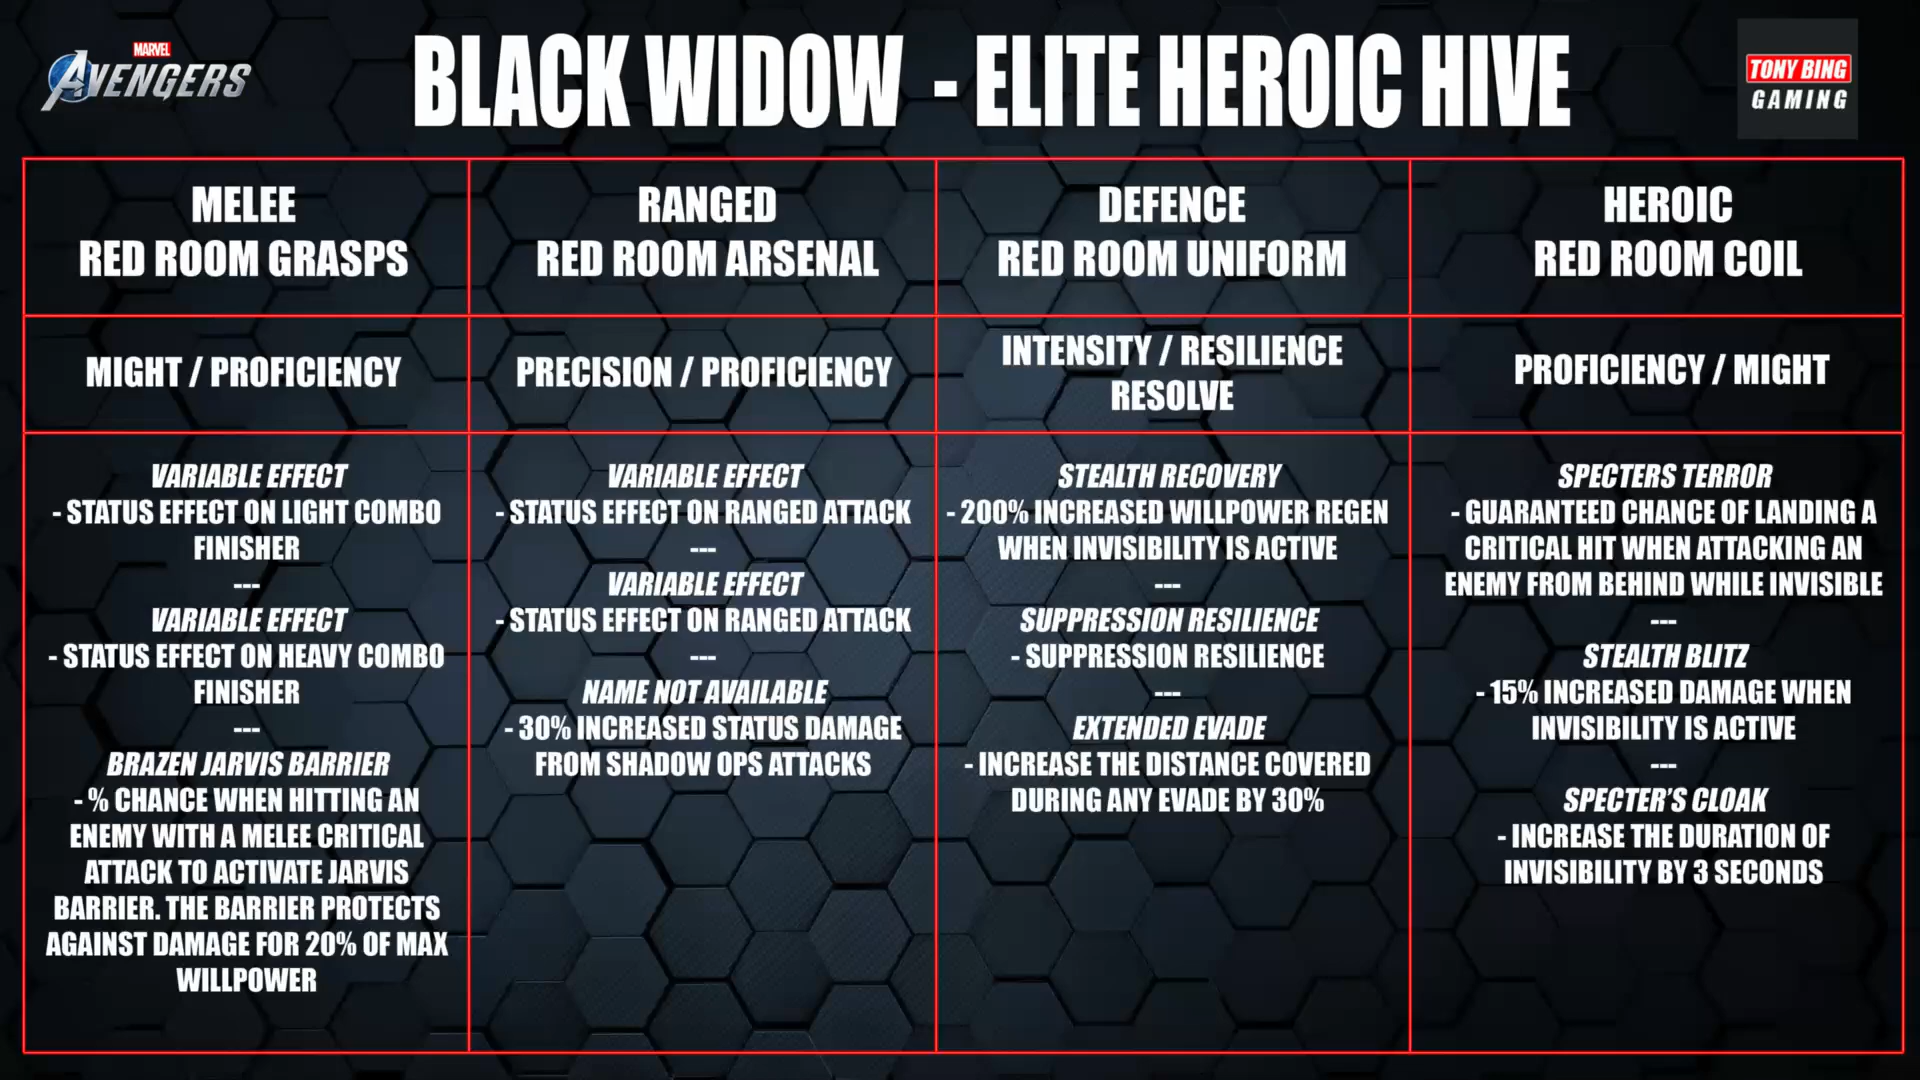 MARVEL
AVENGERS
BLACK WIDOW - ELITE HEROIC HIVE
TONY BING
GAMING
MELEE
RED ROOM GRASPS
RANGED
RED ROOM ARSENAL
DEFENCE
RED ROOM UNIFORM
HEROIC
RED ROOM COIL
MIGHT / PROFICIENCY
PRECISION / PROFICIENCY
INTENSITY / RESILIENCE
RESOLVE
PROFICIENCY / MIGHT
VARIABLE EFFECT
- STATUS EFFECT ON LIGHT COMBO
FINISHER
---
VARIABLE EFFECT
- STATUS EFFECT ON HEAVY COMBO
FINISHER
---
BRAZEN JARVIS BARRIER
- % CHANCE WHEN HITTING AN
ENEMY WITH A MELEE CRITICAL
ATTACK TO ACTIVATE JARVIS
BARRIER. THE BARRIER PROTECTS
AGAINST DAMAGE FOR 20% OF MAX
WILLPOWER
VARIABLE EFFECT
- STATUS EFFECT ON RANGED ATTACK
---
VARIABLE EFFECT
- STATUS EFFECT ON RANGED ATTACK
---
NAME NOT AVAILABLE
- 30% INCREASED STATUS DAMAGE
FROM SHADOW OPS ATTACKS
STEALTH RECOVERY
- 200% INCREASED WILLPOWER REGEN
WHEN INVISIBILITY IS ACTIVE
---
SUPPRESSION RESILIENCE
- SUPPRESSION RESILIENCE
---
EXTENDED EVADE
- INCREASE THE DISTANCE COVERED
DURING ANY EVADE BY 30%
SPECTERS TERROR
- GUARANTEED CHANCE OF LANDING A
CRITICAL HIT WHEN ATTACKING AN
ENEMY FROM BEHIND WHILE INVISIBLE
---
STEALTH BLITZ
- 15% INCREASED DAMAGE WHEN
INVISIBILITY IS ACTIVE
---
SPECTER'S CLOAK
- INCREASE THE DURATION OF
INVISIBILITY BY 3 SECONDS